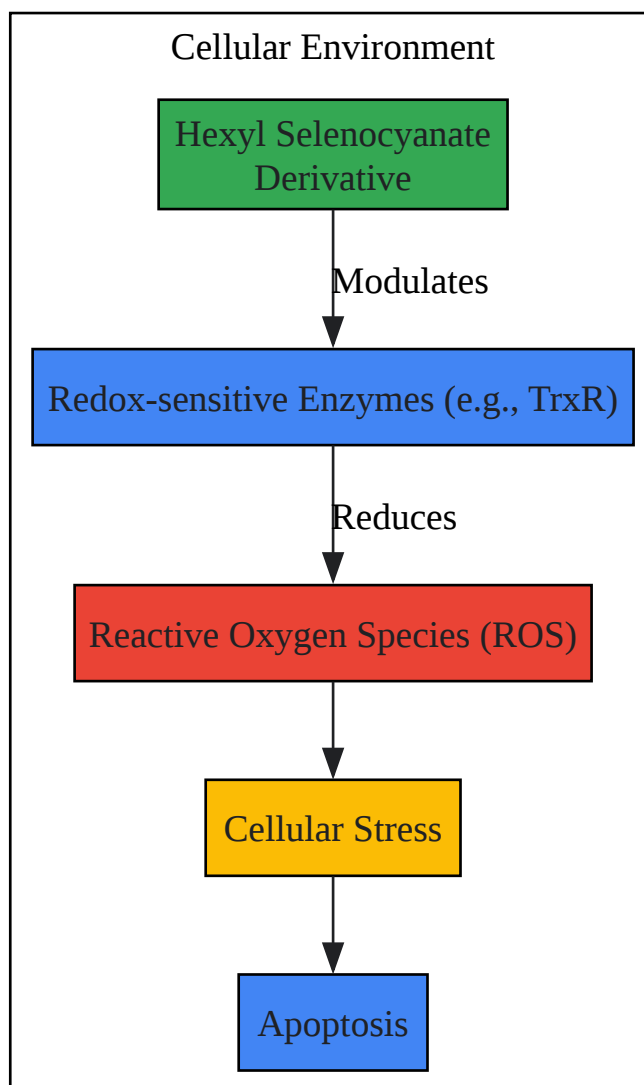 Cellular Environment
Hexyl Selenocyanate
Derivative
Modulates
Redox-sensitive Enzymes (e.g., TrxR)
Reduces
Reactive Oxygen Species (ROS)
Cellular Stress
Apoptosis